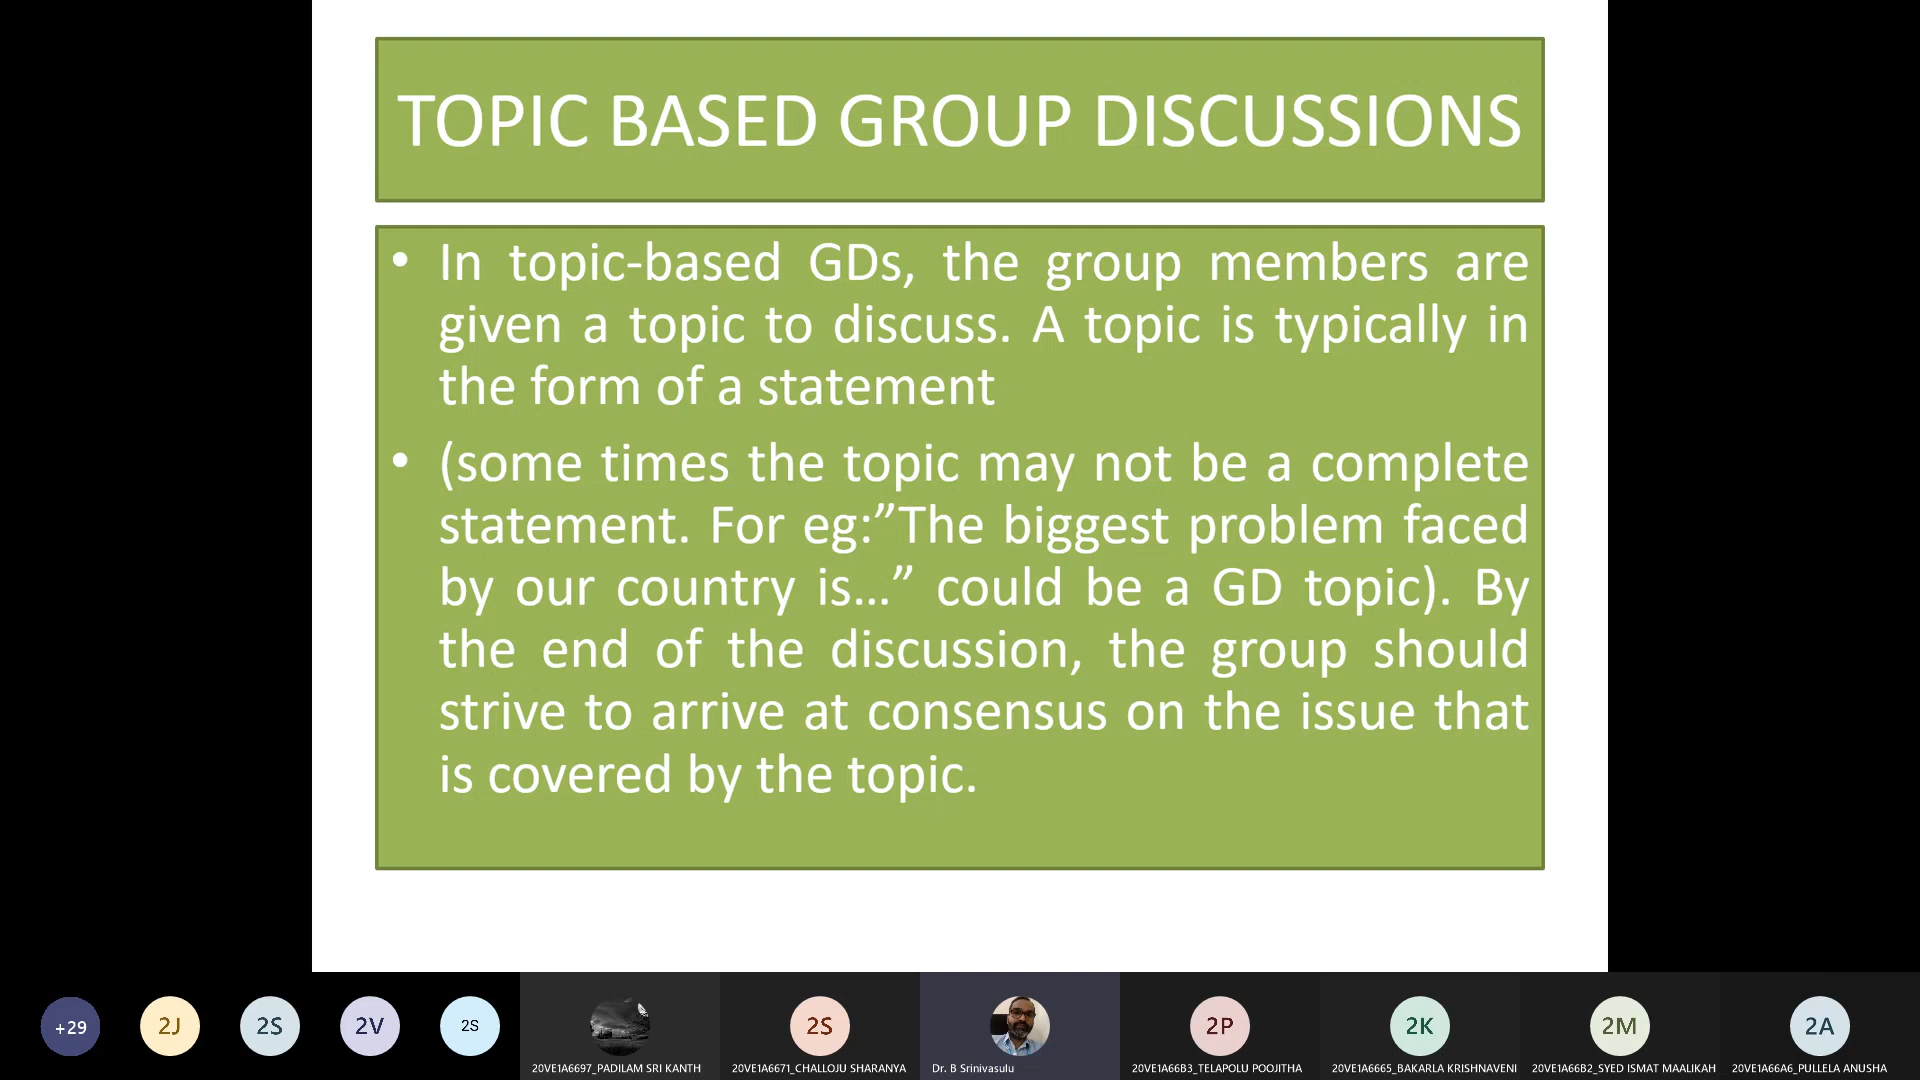 TOPIC BASED GROUP DISCUSSIONS
• In topic-based GDs, the group members are
given a topic to discuss. A topic is typically in
the form of a statement
• (some times the topic may not be a complete
statement. For eg:”The biggest problem faced
by our country is…” could be a GD topic). By
the end of the discussion, the group should
strive to arrive at consensus on the issue that
is covered by the topic.
+29
2J
2S
2V
2S
2S
2P
2K
2M
2A
20VE1A6697_PADILAM SRI KANTH
20VE1A6671_CHALLOJU SHARANYA
Dr. B Srinivasulu
20VE1A66B3_TELAPOLU POOJITHA
20VE1A6665_BAKARLA KRISHNAVENI
20VE1A66B2_SYED ISMAT MAALIKAH
20VE1A66A6_PULLELA ANUSHA